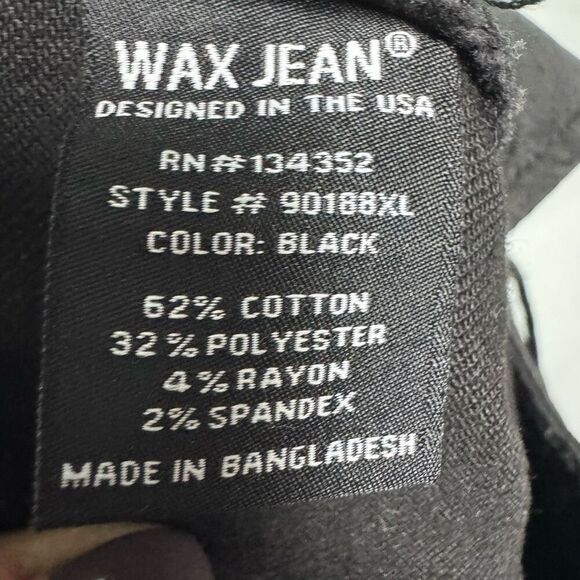 WAX JEAN®
DESIGNED IN THE USA
RN#134352
STYLE # 90188XL
COLOR: BLACK
62% COTTON
32% POLYESTER
4% RAYON
2% SPANDEX
MADE IN BANGLADESH